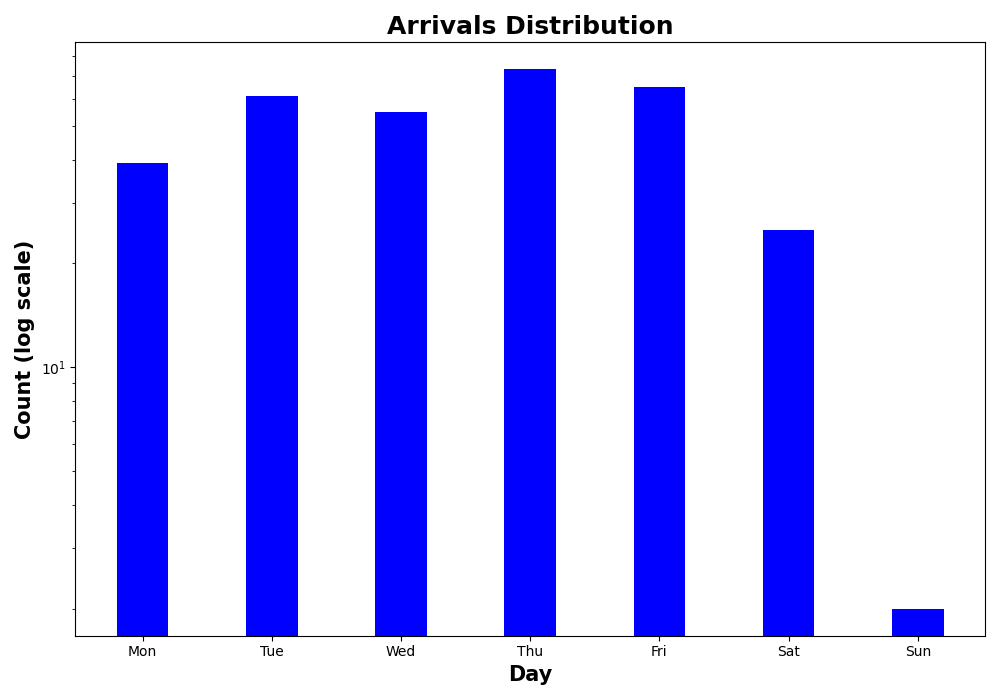 Arrivals Distribution
Count (log scale)
10¹
Mon Tue Wed Thu Fri Sat Sun
Day